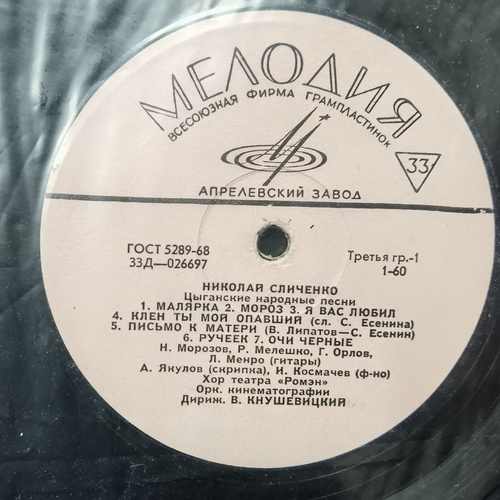 МЕЛОДИЯ
ВСЕСОЮЗНАЯ ФИРМА ГРАМПЛАСТИНОК
33
АПРЕЛЕВСКИЙ ЗАВОД
ГОСТ 5289-68
Третья гр.-1
33Д—026697
1-60
НИКОЛАЙ СЛИЧЕНКО
Цыганские народные песни
1. МАЛЯРКА 2. МОРОЗ 3. Я ВАС ЛЮБИЛ
4. КЛЕН ТЫ МОЙ ОПАВШИЙ (сл. С. Есенина)
5. ПИСЬМО К МАТЕРИ (В. Липатов—С. Есенин)
6. РУЧЕЕК 7. ОЧИ ЧЕРНЫЕ
Н. Морозов, Р. Мелешко, Г. Орлов,
Л. Менро (гитары)
А. Якулов (скрипка), И. Космачев (ф-но)
Хор театра «Ромэн»
Орк. кинематографии
Дириж. В. КНУШЕВИЦКИЙ